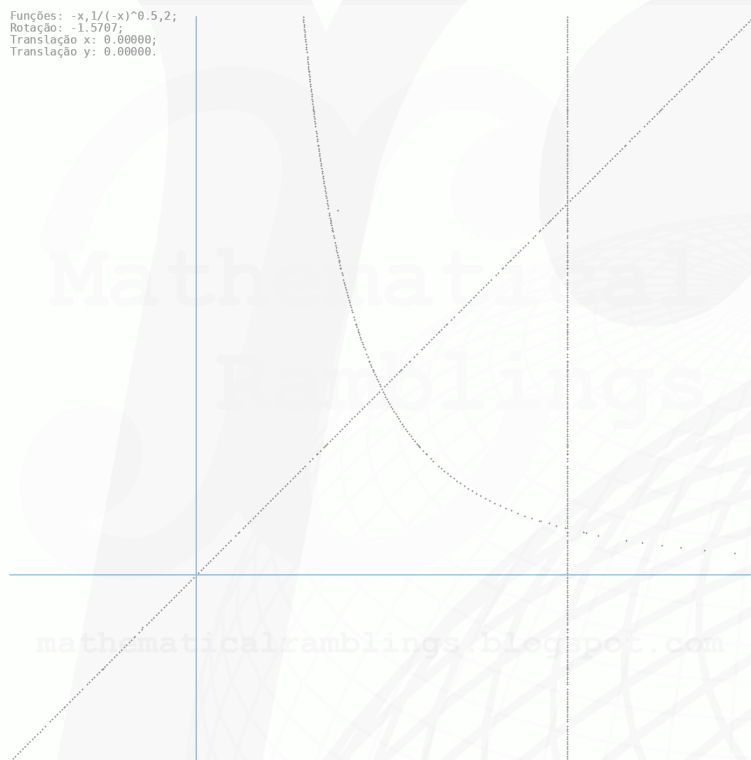 Funções: -x,1/(-x)^0.5,2;
Rotação: -1.5707;
Translação x: 0.00000;
Translação y: 0.00000.
Mathematical
Ramblings
mathematicalramblings.blogspot.com